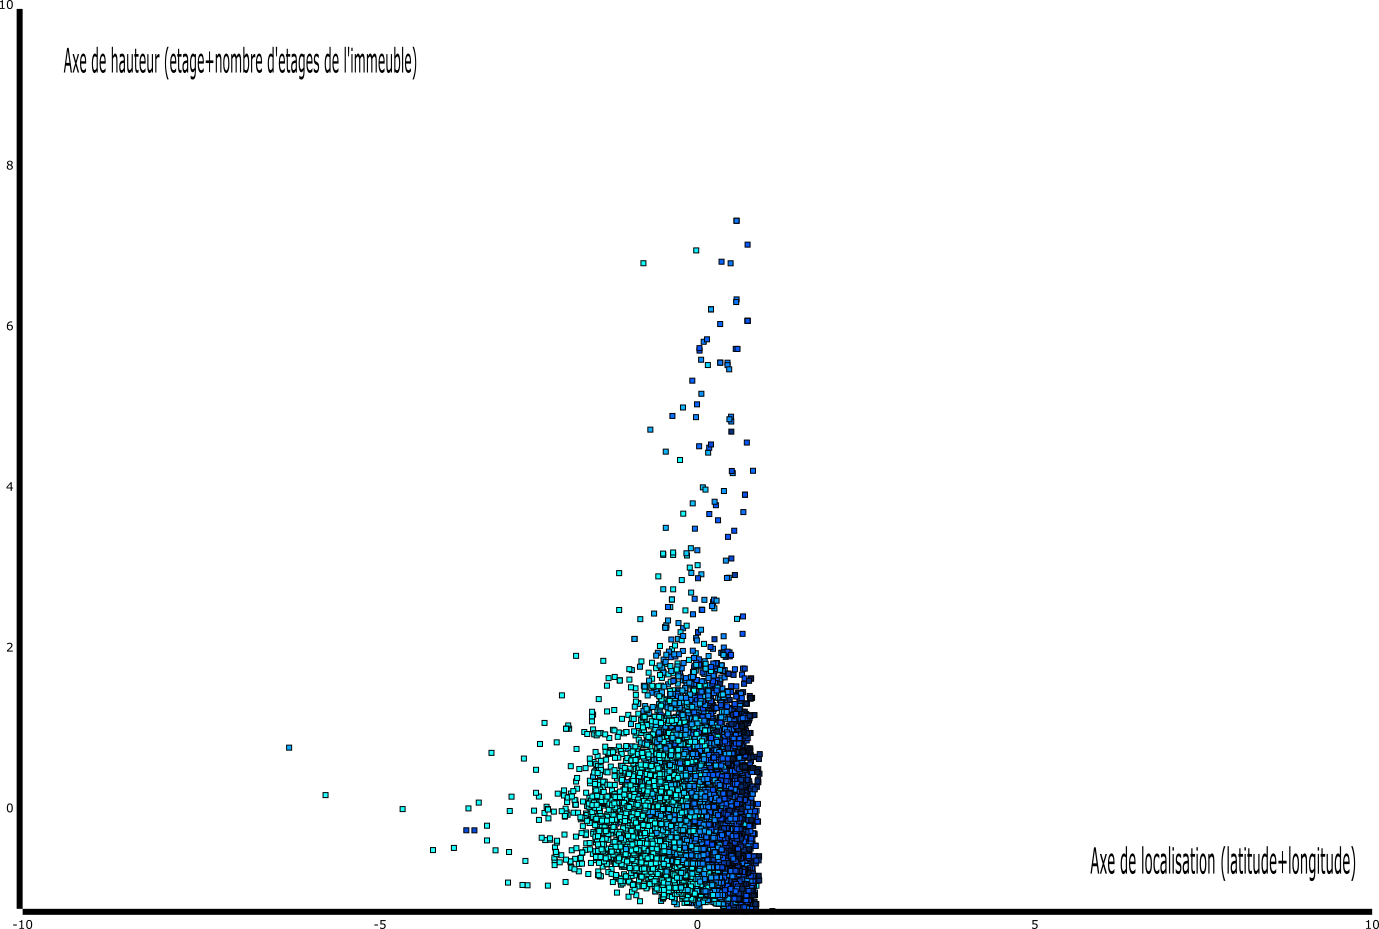 10
Axe de hauteur (etage+nombre d'etages de l'immeuble)
8
6
4
2
0
Axe de localisation (latitude+longitude)
-10 -5 0 5 10